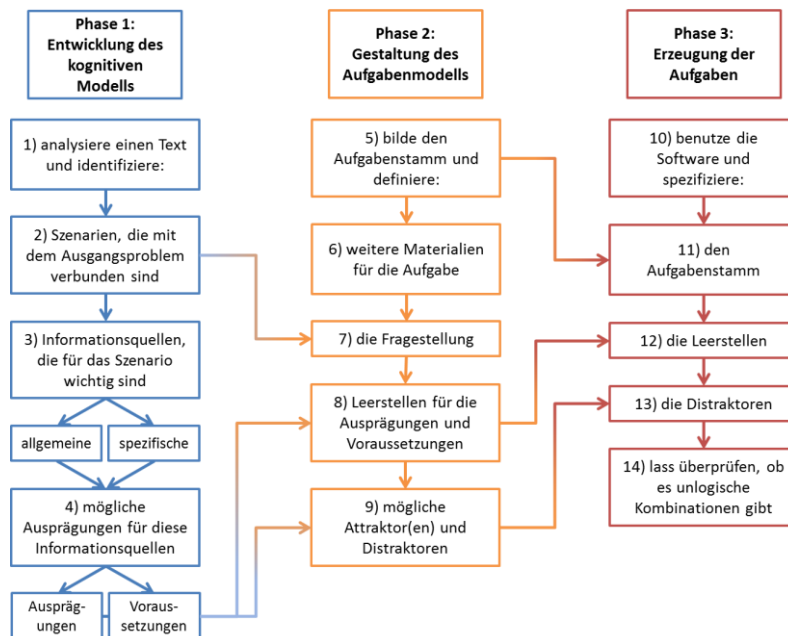 Phase 1:
Entwicklung des
kognitiven
Modells
1) analysiere einen Text
und identifiziere:
2) Szenarien, die mit
dem Ausgangsproblem
verbunden sind
3) Informationsquellen,
die für das Szenario
wichtig sind
allgemeine
spezifische
4) mögliche
Ausprägungen für diese
Informationsquellen
Aupräg-
ungen
Voraus-
setzungen
Phase 2:
Gestaltung des
Aufgabenmodells
5) bilde den
Aufgabenstamm und
definiere:
6) weitere Materialien
für die Aufgabe
7) die Fragestellung
8) Leerstellen für die
Ausprägungen und
Voraussetzungen
9) mögliche
Attraktor(en) und
Distraktoren
Phase 3:
Erzeugung der
Aufgaben
10) benutze die
Software und
spezifiziere:
11) den
Aufgabenstamm
12) die Leerstellen
13) die Distraktoren
14) lass überprüfen, ob
es unlogische
Kombinationen gibt